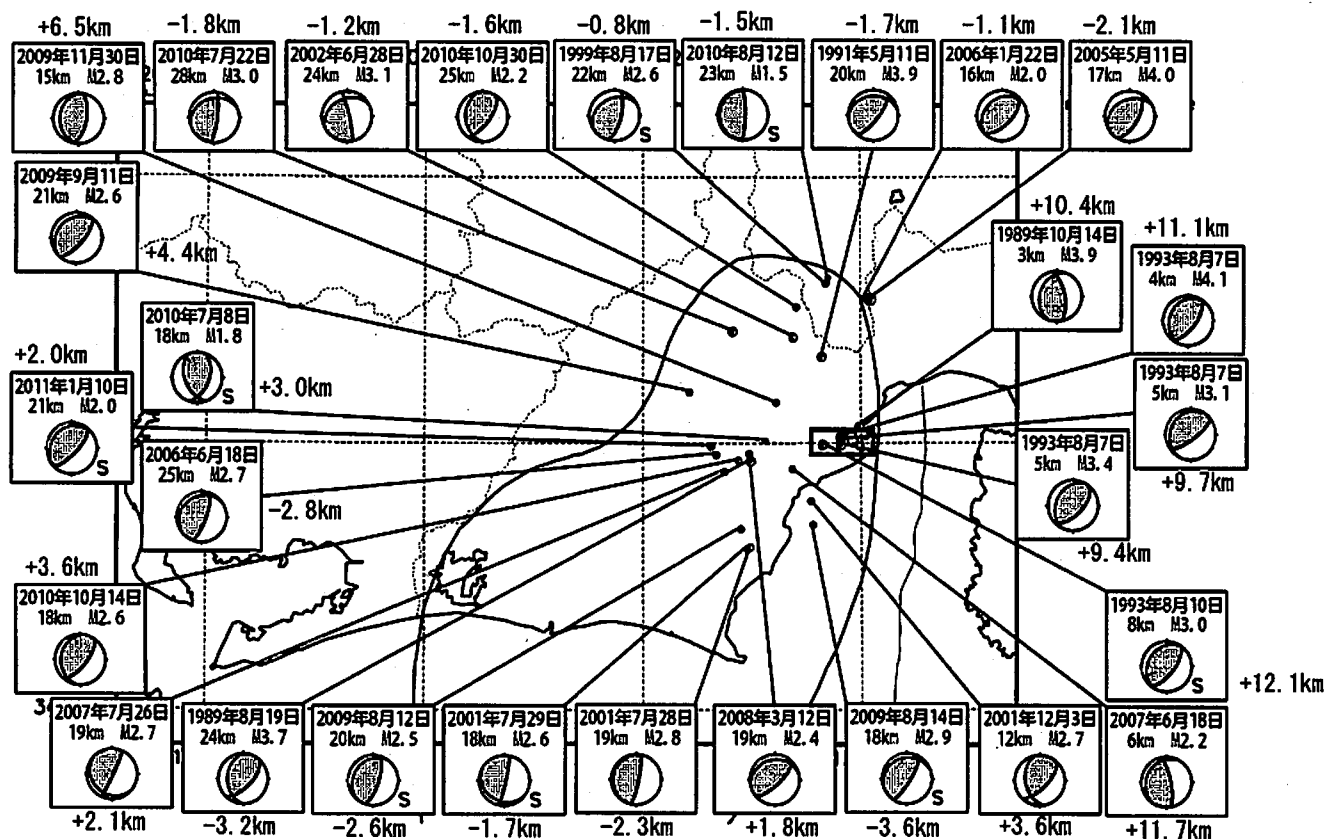 +6.5km
2009年11月30日
15km M2.8
-1.8km
2010年7月22日
28km M3.0
-1.2km
2002年6月28日
24km M3.1
-1.6km
2010年10月30日
25km M2.2
-0.8km
1999年8月17日
22km M2.6
S
-1.5km
2010年8月12日
23km M1.5
S
-1.7km
1991年5月11日
20km M3.9
-1.1km
2006年1月22日
16km M2.0
-2.1km
2005年5月11日
17km M4.0
2009年9月11日
21km M2.6
+4.4km
+10.4km
1989年10月14日
3km M3.9
+11.1km
1993年8月7日
4km M4.1
2010年7月8日
18km M1.8
S
+3.0km
+2.0km
2011年1月10日
21km M2.0
S
1993年8月7日
5km M3.1
+9.7km
2006年6月18日
25km M2.7
-2.8km
1993年8月7日
5km M3.4
+9.4km
+3.6km
2010年10月14日
18km M2.6
1993年8月10日
8km M3.0
S
+12.1km
2007年7月26日
19km M2.7
+2.1km
1989年8月19日
24km M3.7
-3.2km
2009年8月12日
20km M2.5
S
-2.6km
2001年7月29日
18km M2.6
S
-1.7km
2001年7月28日
19km M2.8
-2.3km
2008年3月12日
19km M2.4
+1.8km
2009年8月14日
18km M2.9
S
-3.6km
2001年12月3日
12km M2.7
+3.6km
2007年6月18日
6km M2.2
+11.7km